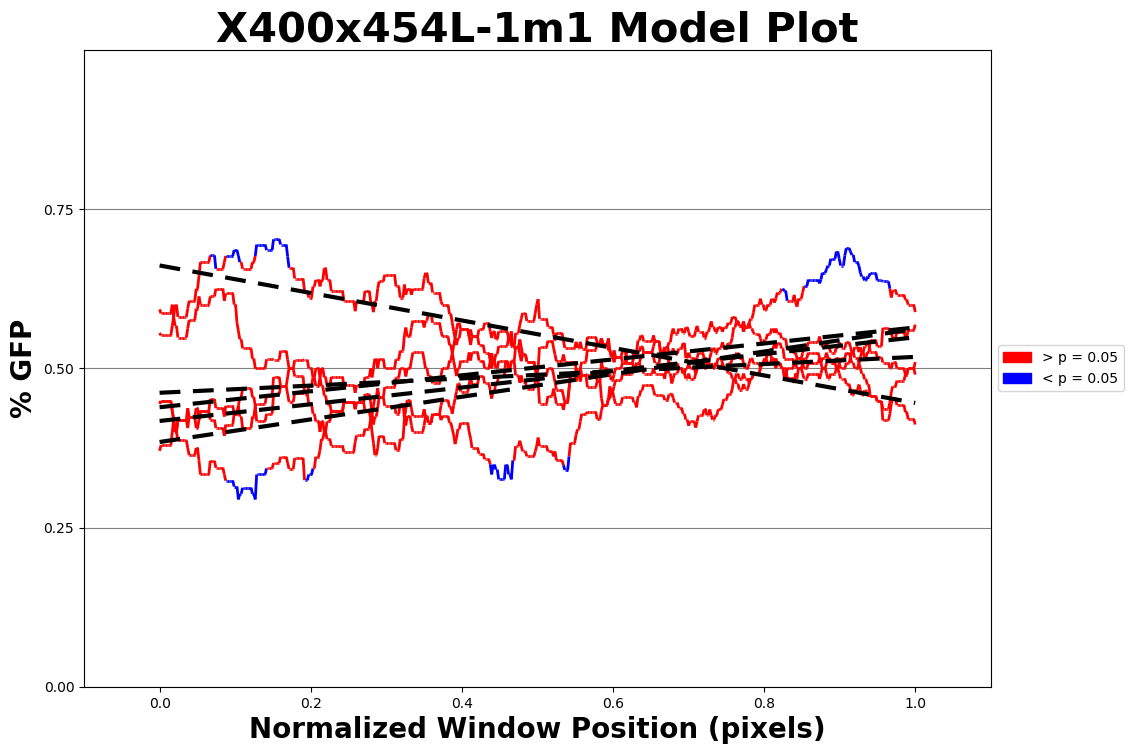 X400x454L-1m1 Model Plot
% GFP
0.75
0.50
0.25
0.00
0.0 0.2 0.4 0.6 0.8 1.0
Normalized Window Position (pixels)
> p = 0.05
< p = 0.05